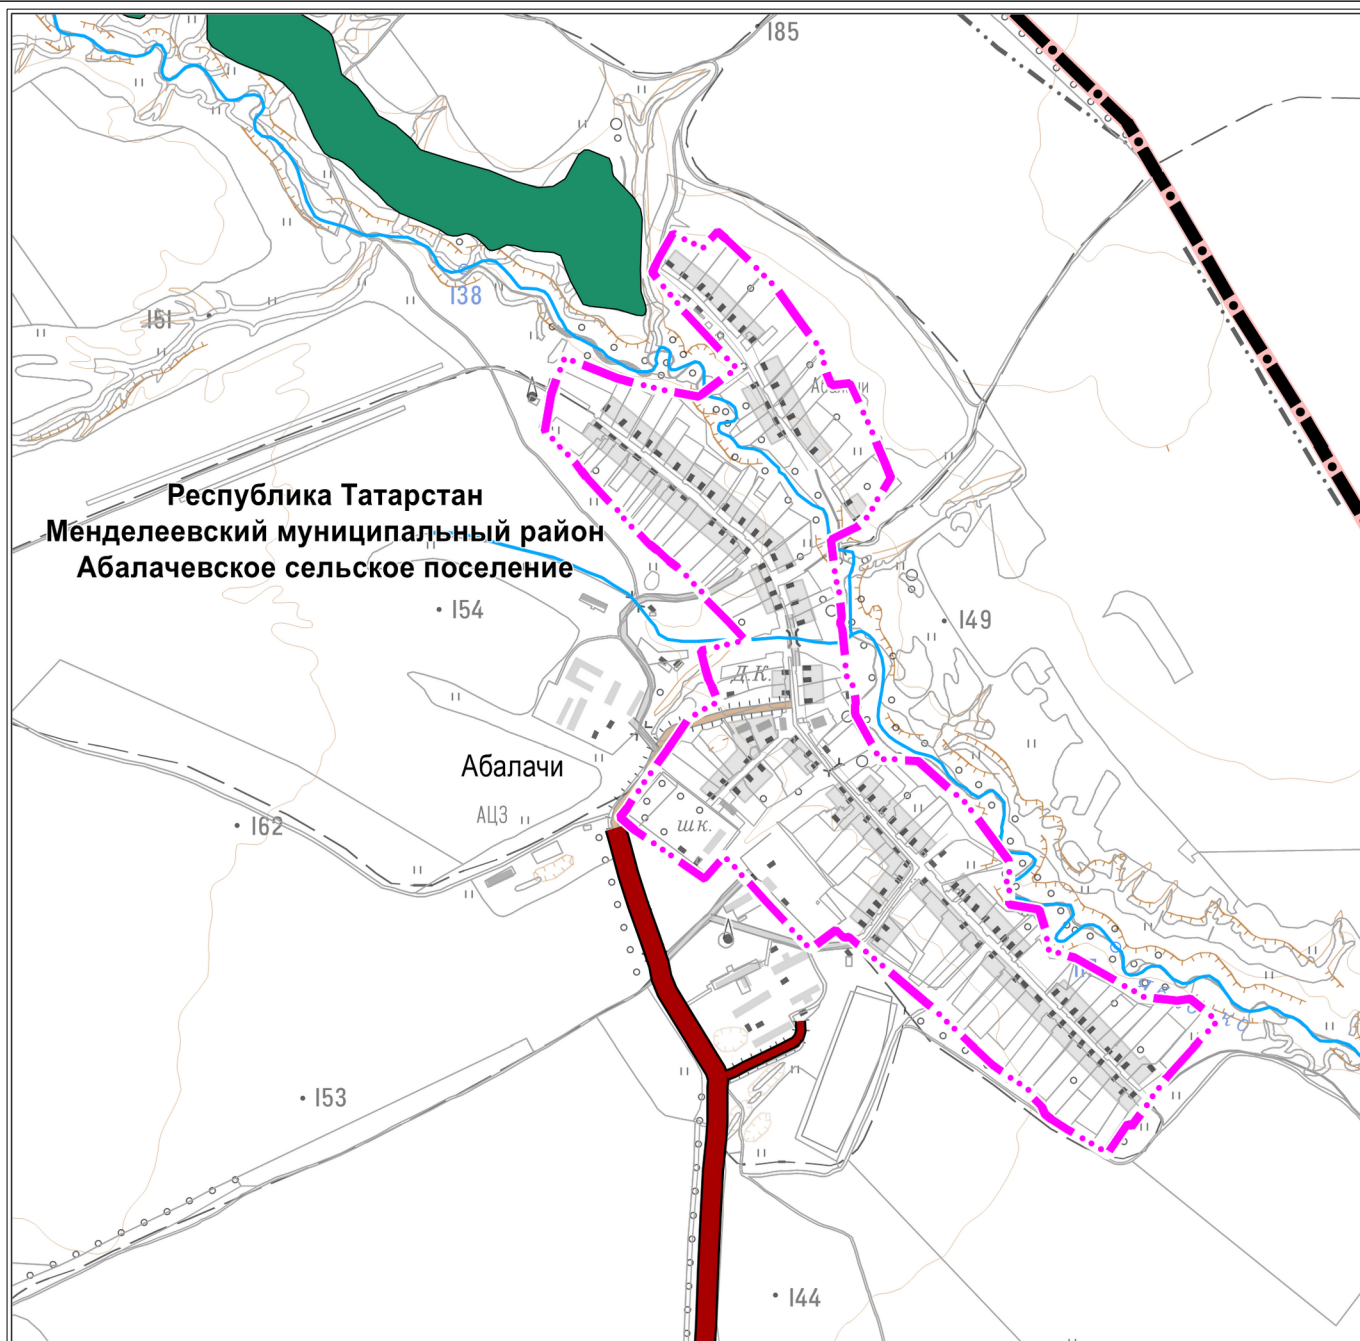 185
138
151
Абалачи
Республика Татарстан
Менделеевский муниципальный район
Абалачевское сельское поселение
154
149
Д.К.
Абалачи
АЦЗ
162
шк.
153
144